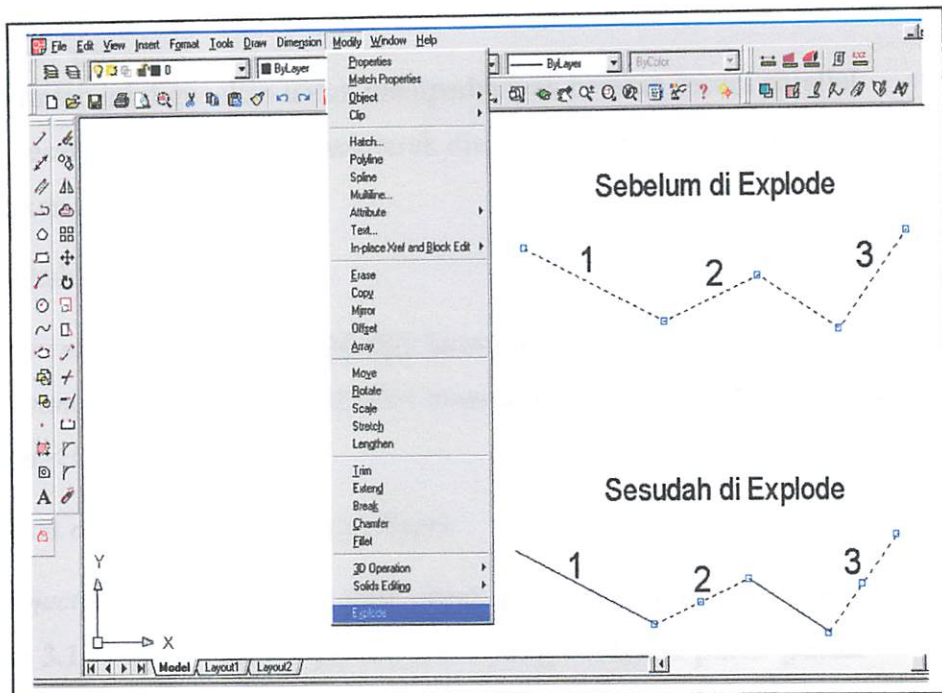 File Edit View Insert Format Tools Draw Dimension Modify Window Help
0 ByLayer ByLayer ByColor
Properties
Match Properties
Object
Clip
Hatch...
Polyline
Spline
Multiline...
Attribute
Text...
In-place Xref and Block Edit
Erase
Copy
Mirror
Offset
Array
Move
Rotate
Scale
Stretch
Lengthen
Trim
Extend
Break
Chamfer
Fillet
3D Operation
Solids Editing
Explode
Sebelum di Explode
1 2 3
Sesudah di Explode
1 2 3
A
Y
X
Model Layout1 Layout2